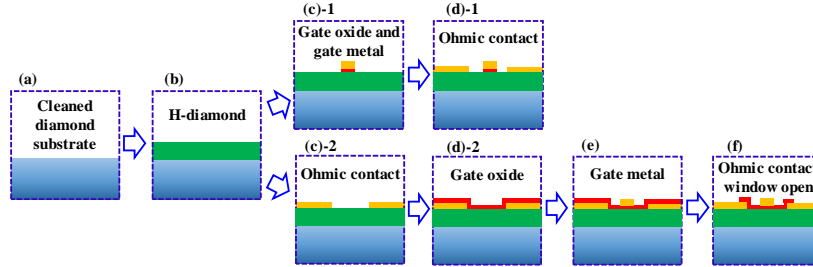 (c)-1
Gate oxide and
gate metal
(d)-1
Ohmic contact
(a)
Cleaned
diamond
substrate
(b)
H-diamond
(c)-2
Ohmic contact
(d)-2
Gate oxide
(e)
Gate metal
(f)
Ohmic contact
window open